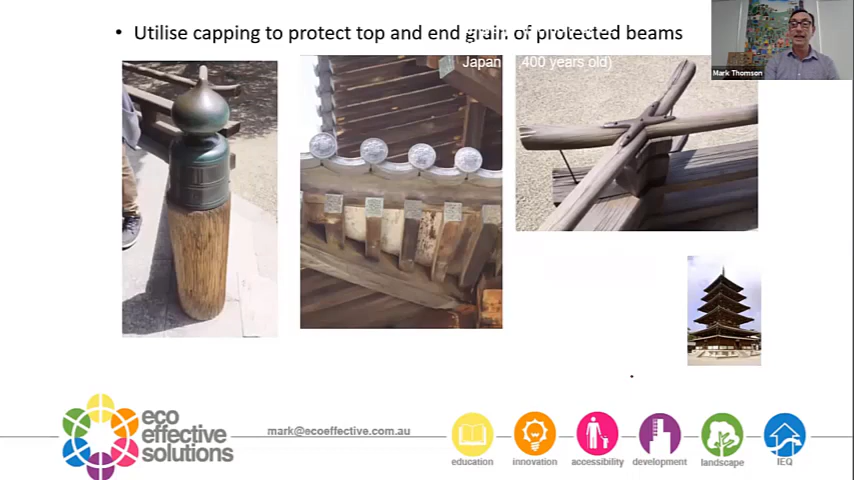 • Utilise capping to protect top and end grain of protected beams
Japan
,400 years old)
Mark Thomson
eco
effective
solutions
mark@ecoeffective.com.au
education
innovation
accessibility
development
landscape
IEQ